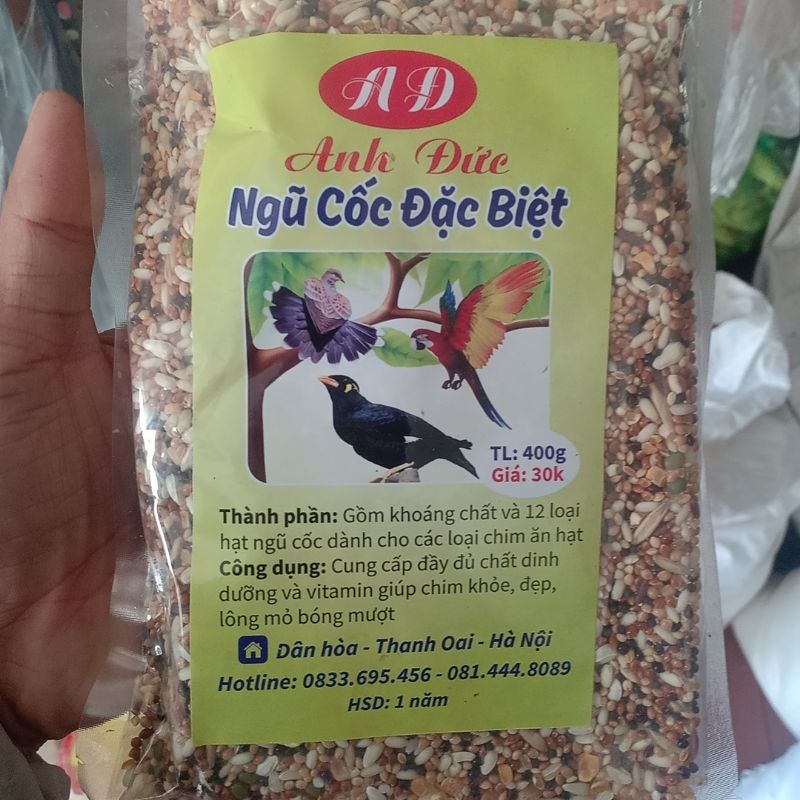 AĐ
Anh Đức
Ngũ Cốc Đặc Biệt
TL: 400g
Giá: 30k
Thành phần: Gồm khoáng chất và 12 loại
hạt ngũ cốc dành cho các loại chim ăn hạt
Công dụng: Cung cấp đầy đủ chất dinh
dưỡng và vitamin giúp chim khỏe, đẹp,
lông mỏ bóng mượt
Dân hòa - Thanh Oai - Hà Nội
Hotline: 0833.695.456 - 081.444.8089
HSD: 1 năm